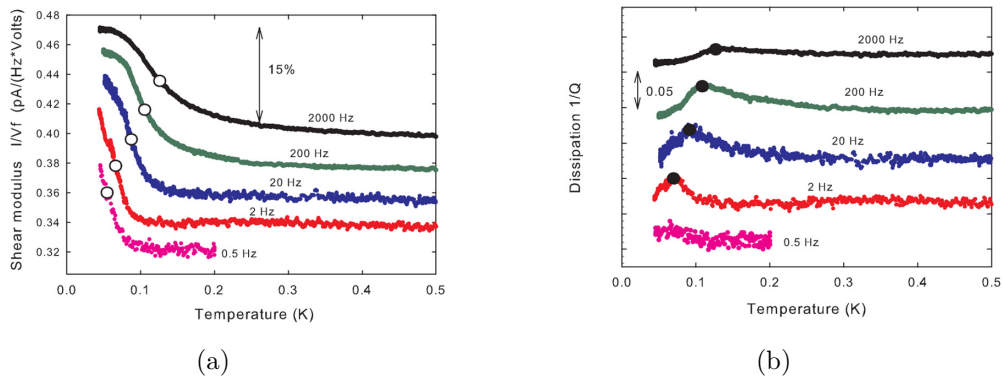 Shear modulus I/Vf (pA/(Hz*Volts)
0.48
0.46
0.44
0.42
0.40
0.38
0.36
0.34
0.32
15%
2000 Hz
200 Hz
20 Hz
2 Hz
0.5 Hz
0.0 0.1 0.2 0.3 0.4 0.5
Temperature (K)
(a)
Dissipation 1/Q
0.05
2000 Hz
200 Hz
20 Hz
2 Hz
0.5 Hz
0.0 0.1 0.2 0.3 0.4 0.5
Temperature (K)
(b)